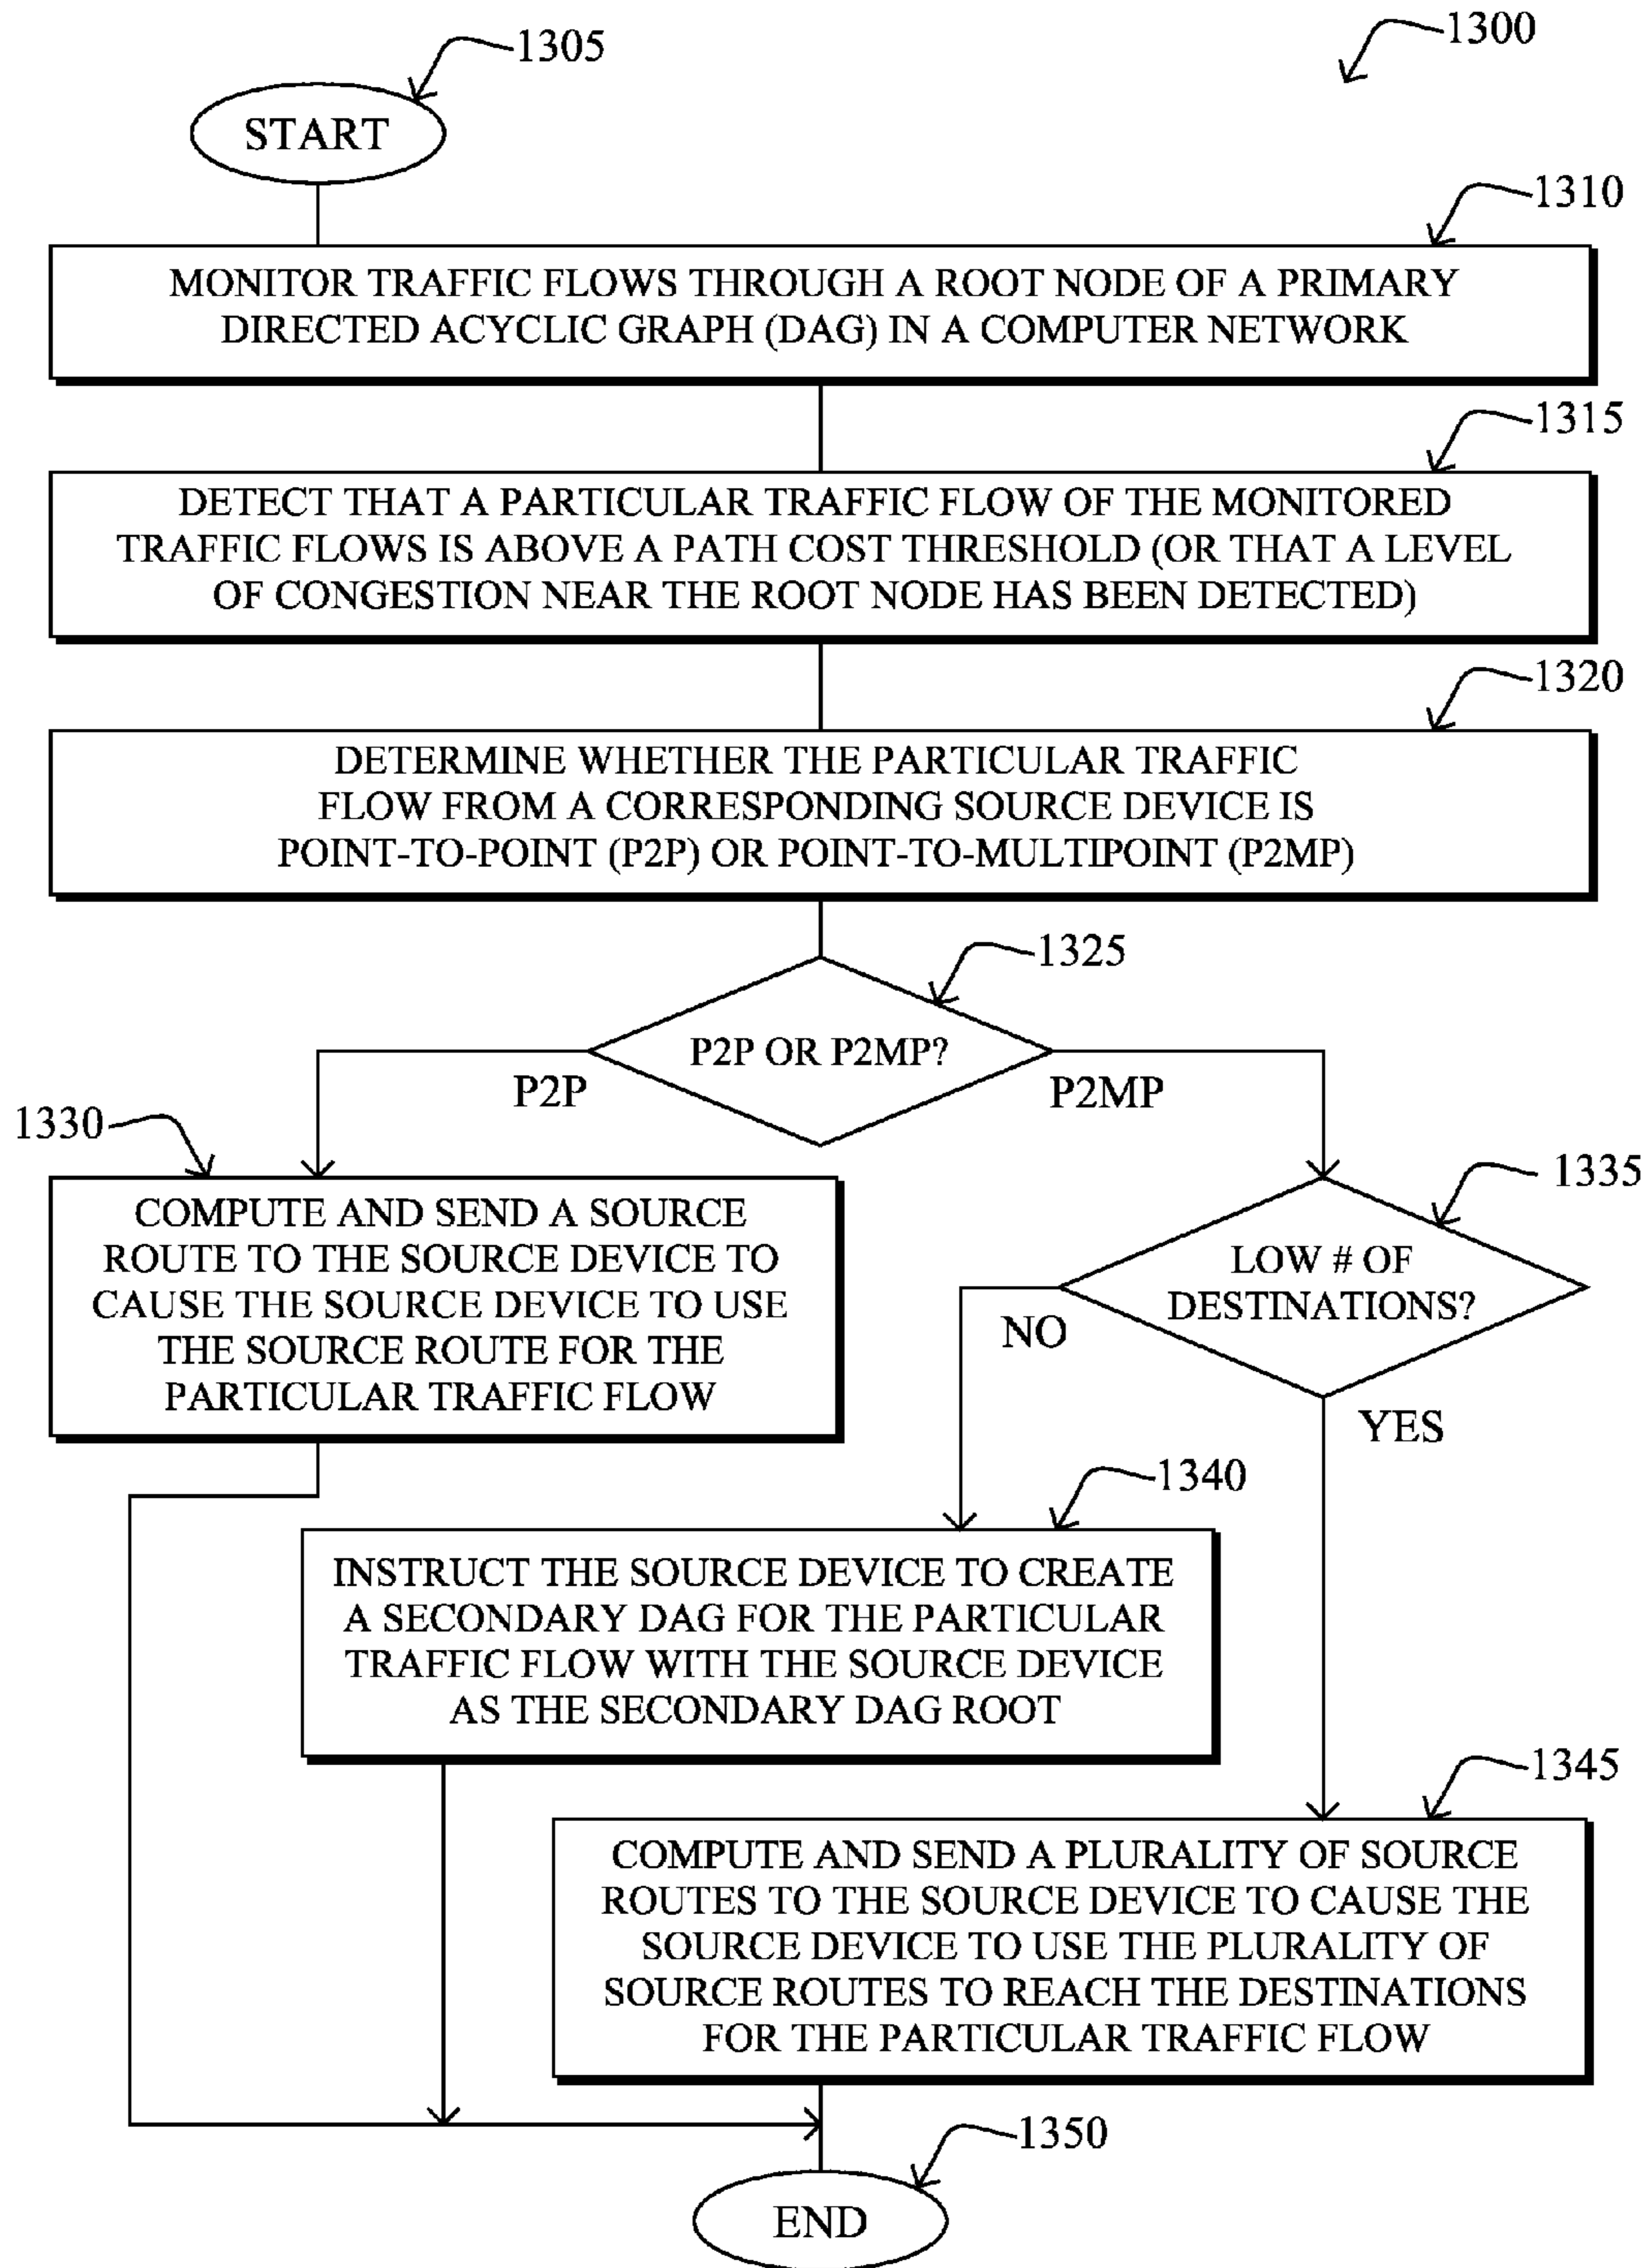 1300
1305
START
1310
MONITOR TRAFFIC FLOWS THROUGH A ROOT NODE OF A PRIMARY
DIRECTED ACYCLIC GRAPH (DAG) IN A COMPUTER NETWORK
1315
DETECT THAT A PARTICULAR TRAFFIC FLOW OF THE MONITORED
TRAFFIC FLOWS IS ABOVE A PATH COST THRESHOLD (OR THAT A LEVEL
OF CONGESTION NEAR THE ROOT NODE HAS BEEN DETECTED)
1320
DETERMINE WHETHER THE PARTICULAR TRAFFIC
FLOW FROM A CORRESPONDING SOURCE DEVICE IS
POINT-TO-POINT (P2P) OR POINT-TO-MULTIPOINT (P2MP)
1325
P2P OR P2MP?
P2P
P2MP
1330
COMPUTE AND SEND A SOURCE
ROUTE TO THE SOURCE DEVICE TO
CAUSE THE SOURCE DEVICE TO USE
THE SOURCE ROUTE FOR THE
PARTICULAR TRAFFIC FLOW
1335
LOW # OF
DESTINATIONS?
NO
YES
1340
INSTRUCT THE SOURCE DEVICE TO CREATE
A SECONDARY DAG FOR THE PARTICULAR
TRAFFIC FLOW WITH THE SOURCE DEVICE
AS THE SECONDARY DAG ROOT
1345
COMPUTE AND SEND A PLURALITY OF SOURCE
ROUTES TO THE SOURCE DEVICE TO CAUSE THE
SOURCE DEVICE TO USE THE PLURALITY OF
SOURCE ROUTES TO REACH THE DESTINATIONS
FOR THE PARTICULAR TRAFFIC FLOW
1350
END